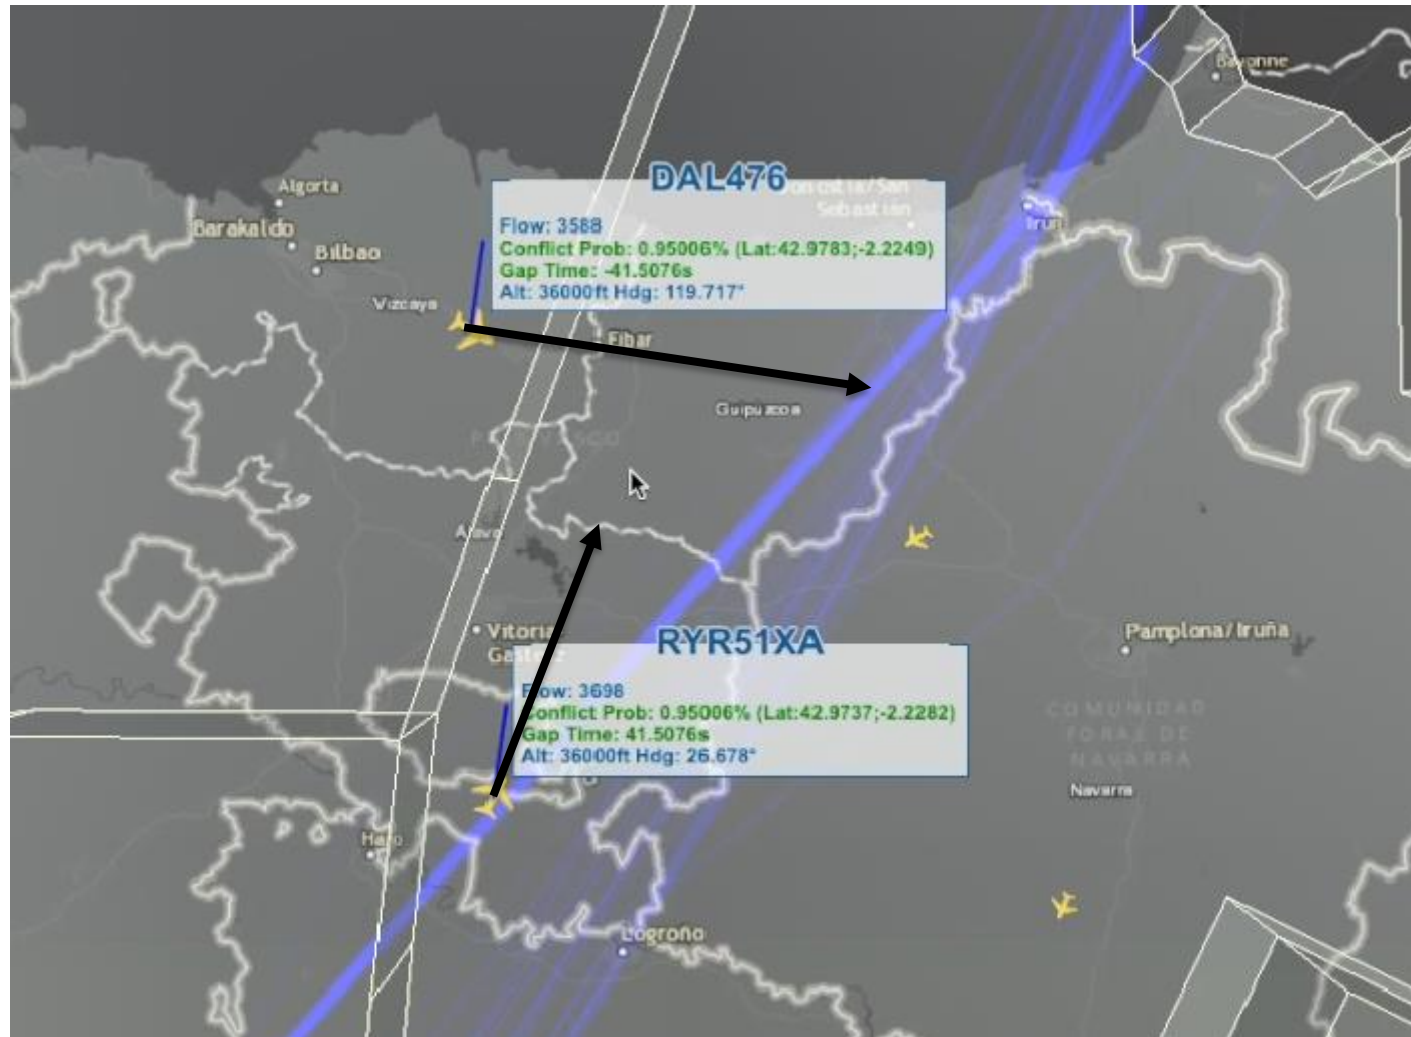 Bayonne
Algorta
Barakaldo
Bilbao
Vizcaya
DAL476
Flow: 3588
Conflict Prob: 0.95006% (Lat:42.9783;-2.2249)
Gap Time: -41.5076s
Alt: 36000ft Hdg: 119.717°
Irun
Eibar
Guipuzcoa
Alava
Vitoria
RYR51XA
Flow: 3698
Conflict Prob: 0.95006% (Lat:42.9737;-2.2282)
Gap Time: 41.5076s
Alt: 36000ft Hdg: 26.678°
Pamplona/Iruña
COMUNIDAD
FORAL DE
NAVARRA
Navarra
Haro
Logroño